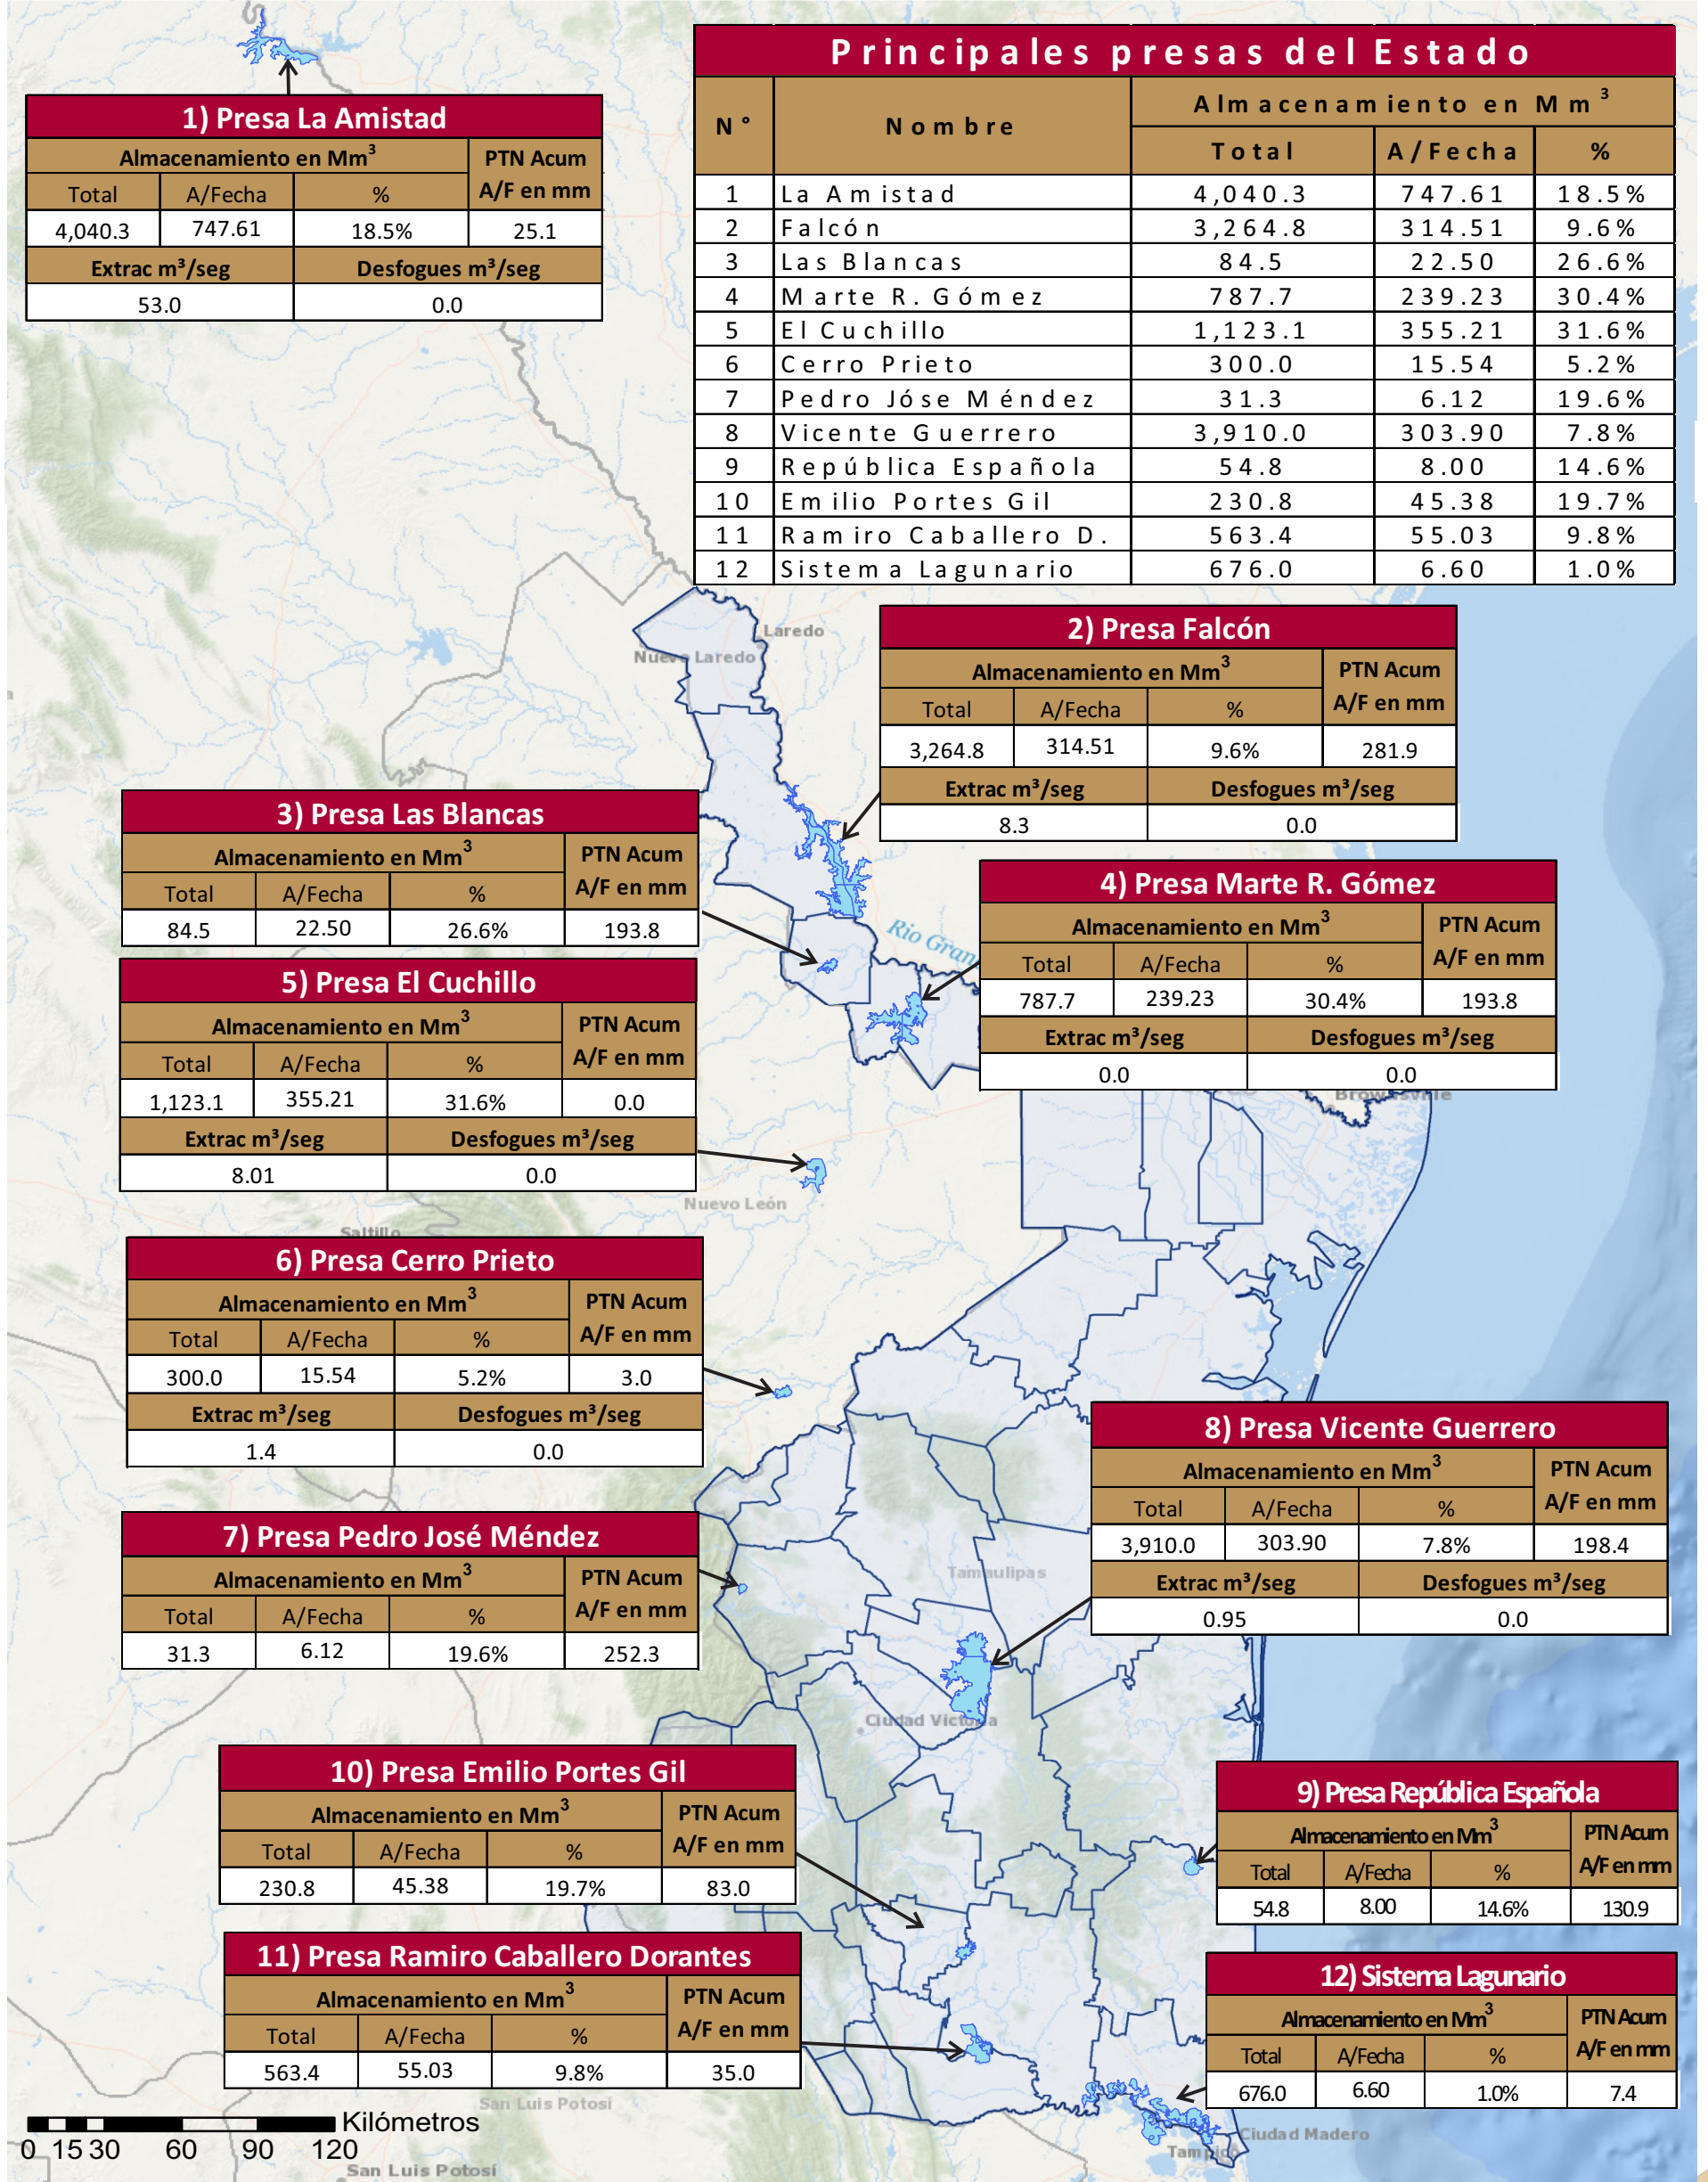 Principales presas del Estado
N° Nombre Almacenamiento en Mm³
Total A/Fecha %
1 La Amistad 4,040.3 747.61 18.5%
2 Falcón 3,264.8 314.51 9.6%
3 Las Blancas 84.5 22.50 26.6%
4 Marte R. Gómez 787.7 239.23 30.4%
5 El Cuchillo 1,123.1 355.21 31.6%
6 Cerro Prieto 300.0 15.54 5.2%
7 Pedro Jóse Méndez 31.3 6.12 19.6%
8 Vicente Guerrero 3,910.0 303.90 7.8%
9 República Española 54.8 8.00 14.6%
10 Emilio Portes Gil 230.8 45.38 19.7%
11 Ramiro Caballero D. 563.4 55.03 9.8%
12 Sistema Lagunario 676.0 6.60 1.0%
1) Presa La Amistad
Almacenamiento en Mm³ PTN Acum
Total A/Fecha % A/F en mm
4,040.3 747.61 18.5% 25.1
Extrac m³/seg Desfogues m³/seg
53.0 0.0
Laredo
Nuevo Laredo
2) Presa Falcón
Almacenamiento en Mm³ PTN Acum
Total A/Fecha % A/F en mm
3,264.8 314.51 9.6% 281.9
Extrac m³/seg Desfogues m³/seg
8.3 0.0
3) Presa Las Blancas
Almacenamiento en Mm³ PTN Acum
Total A/Fecha % A/F en mm
84.5 22.50 26.6% 193.8
Rio Gran
4) Presa Marte R. Gómez
Almacenamiento en Mm³ PTN Acum
Total A/Fecha % A/F en mm
787.7 239.23 30.4% 193.8
Extrac m³/seg Desfogues m³/seg
0.0 0.0
Brownsville
5) Presa El Cuchillo
Almacenamiento en Mm³ PTN Acum
Total A/Fecha % A/F en mm
1,123.1 355.21 31.6% 0.0
Extrac m³/seg Desfogues m³/seg
8.01 0.0
Nuevo León
Saltillo
6) Presa Cerro Prieto
Almacenamiento en Mm³ PTN Acum
Total A/Fecha % A/F en mm
300.0 15.54 5.2% 3.0
Extrac m³/seg Desfogues m³/seg
1.4 0.0
8) Presa Vicente Guerrero
Almacenamiento en Mm³ PTN Acum
Total A/Fecha % A/F en mm
3,910.0 303.90 7.8% 198.4
Extrac m³/seg Desfogues m³/seg
0.95 0.0
7) Presa Pedro José Méndez
Almacenamiento en Mm³ PTN Acum
Total A/Fecha % A/F en mm
31.3 6.12 19.6% 252.3
Tamaulipas
Ciudad Victoria
10) Presa Emilio Portes Gil
Almacenamiento en Mm³ PTN Acum
Total A/Fecha % A/F en mm
230.8 45.38 19.7% 83.0
9) Presa República Española
Almacenamiento en Mm³ PTN Acum
Total A/Fecha % A/F en mm
54.8 8.00 14.6% 130.9
11) Presa Ramiro Caballero Dorantes
Almacenamiento en Mm³ PTN Acum
Total A/Fecha % A/F en mm
563.4 55.03 9.8% 35.0
12) Sistema Lagunario
Almacenamiento en Mm³ PTN Acum
Total A/Fecha % A/F en mm
676.0 6.60 1.0% 7.4
San Luis Potosi
Ciudad Madero
Tampico
Kilómetros
0 15 30 60 90 120
San Luis Potosí